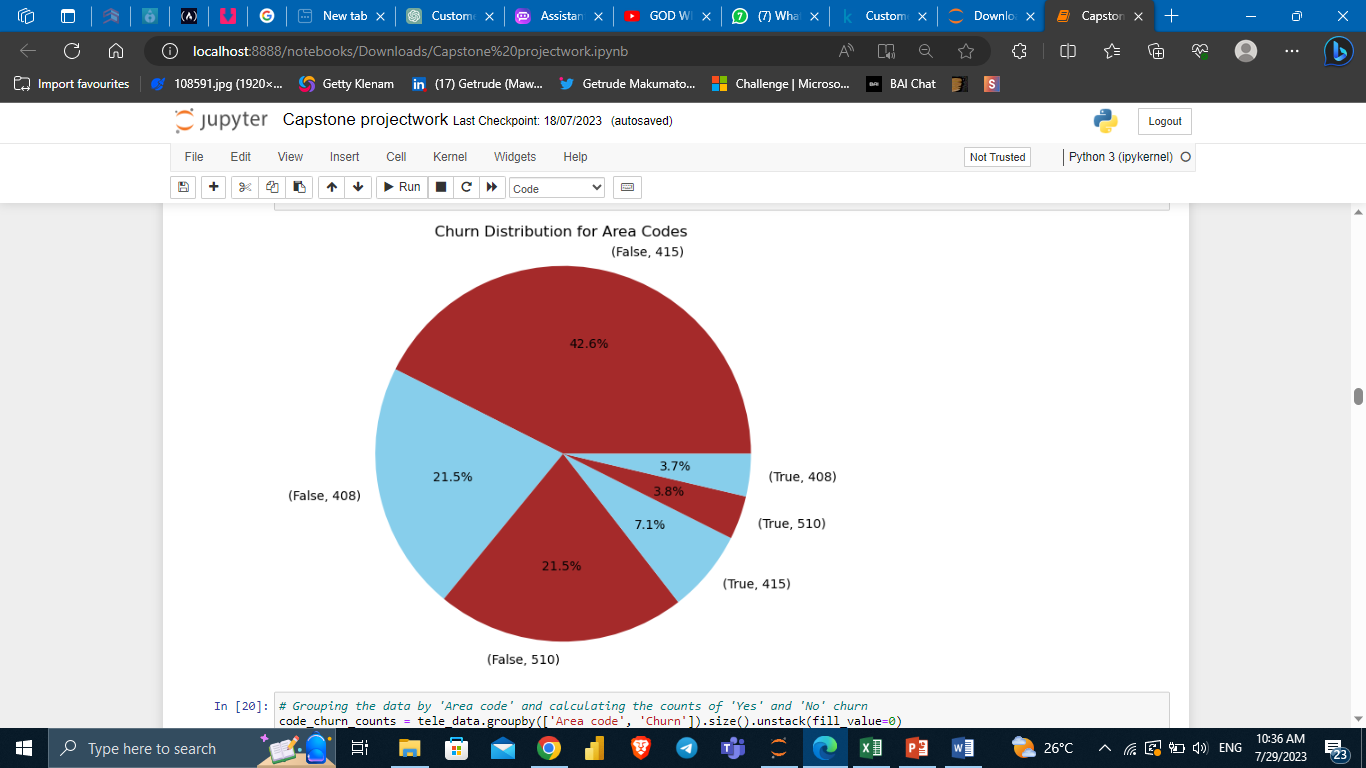 New tab
Custome
Assistan
GOD WI
(7) Wha
Custome
Downlo
Capston
localhost:8888/notebooks/Downloads/Capstone%20projectwork.ipynb
Import favourites
108591.jpg (1920×...
Getty Klenam
(17) Getrude (Maw...
Getrude Makumato...
Challenge | Microso...
BAI Chat
jupyter Capstone projectwork Last Checkpoint: 18/07/2023 (autosaved)
Logout
File Edit View Insert Cell Kernel Widgets Help
Not Trusted
Python 3 (ipykernel)
Run
Code
Churn Distribution for Area Codes
(False, 415)
42.6%
3.7%
21.5%
(True, 408)
3.8%
(False, 408)
(True, 510)
7.1%
21.5%
(True, 415)
(False, 510)
In [20]: # Grouping the data by 'Area code' and calculating the counts of 'Yes' and 'No' churn
code_churn_counts = tele_data.groupby(['Area code', 'Churn']).size().unstack(fill_value=0)
Type here to search
26°C
ENG
10:36 AM
7/29/2023
23